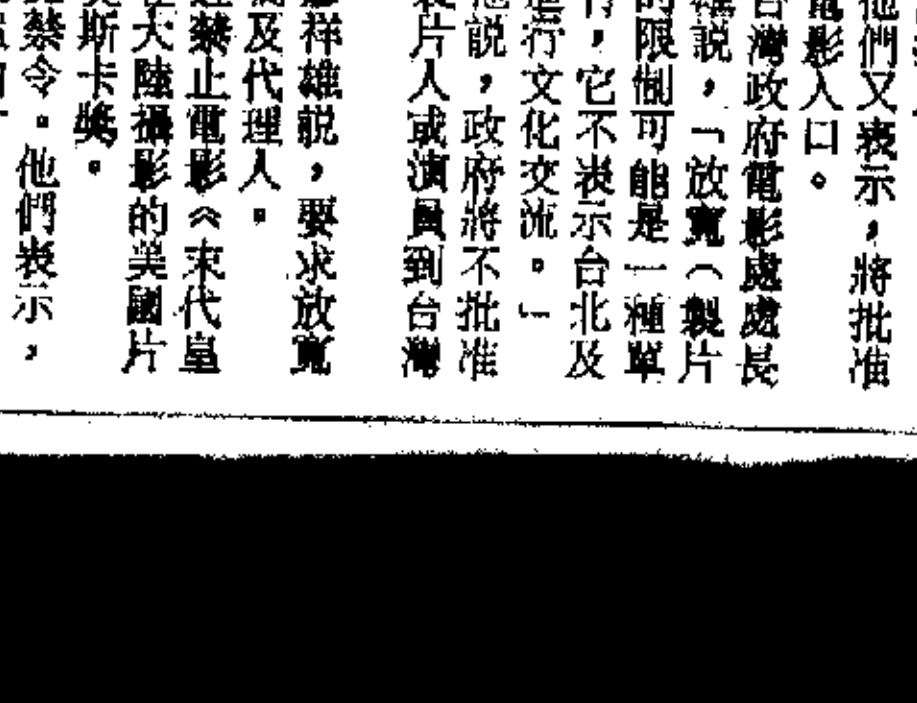 他們又表示，將批准
電影入口。
台灣政府電影處處長
雄說，「放寬（製片
的限制可能是一種單
，它不表示台北及
進行文化交流。」
他說，政府將不批准
製片人或演員到台灣
廖祥雄說，要求放寬
及代理人。
禁止電影《末代皇
大陸攝影的美國片
奧斯卡獎。
禁令。他們表示，